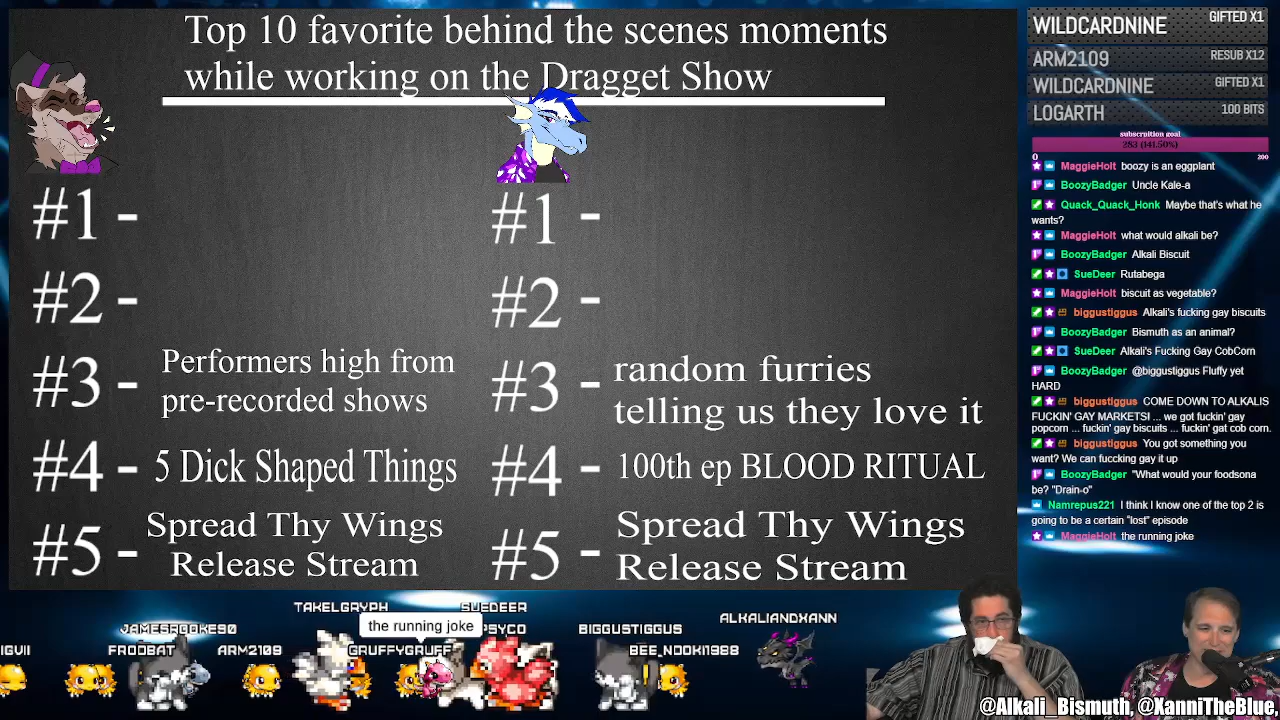 Top 10 favorite behind the scenes moments
while working on the Dragget Show
#1 -
#2 -
#3 - Performers high from
pre-recorded shows
#4 - 5 Dick Shaped Things
#5 - Spread Thy Wings
Release Stream
#1 -
#2 -
#3 - random furries
telling us they love it
#4 - 100th ep BLOOD RITUAL
#5 - Spread Thy Wings
Release Stream
WILDCARDNINE GIFTED X1
ARM2109 RESUB X12
WILDCARDNINE GIFTED X1
LOGARTH 100 BITS
subscription goal
283 (141.50%)
0 200
MaggieHolt boozy is an eggplant
BoozyBadger Uncle Kale-a
Quack_Quack_Honk Maybe that's what he
wants?
MaggieHolt what would alkali be?
BoozyBadger Alkali Biscuit
SueDeer Rutabega
MaggieHolt biscuit as vegetable?
biggustiggus Alkali's fucking gay biscuits
BoozyBadger Bismuth as an animal?
SueDeer Alkali's Fucking Gay CobCorn
BoozyBadger @biggustiggus Fluffy yet
HARD
biggustiggus COME DOWN TO ALKALIS
FUCKIN' GAY MARKETS! ... we got fuckin' gay
popcorn ... fuckin' gay biscuits ... fuckin' gat cob corn.
biggustiggus You got something you
want? We can fuccking gay it up
BoozyBadger "What would your foodsona
be? "Drain-o"
Namrepus221 I think I know one of the top 2 is
going to be a certain "lost" episode
MaggieHolt the running joke
TAKELGRYPH SUEDEER
the running joke
JAMESROOKE90 PSYCO BIGGUSTIGGUS ALKALIANDXANN
IGVII FROOBAT ARM2109 GRUFFYGRUFF BEE_NOOK1988
@Alkali_Bismuth, @XanniTheBlue,